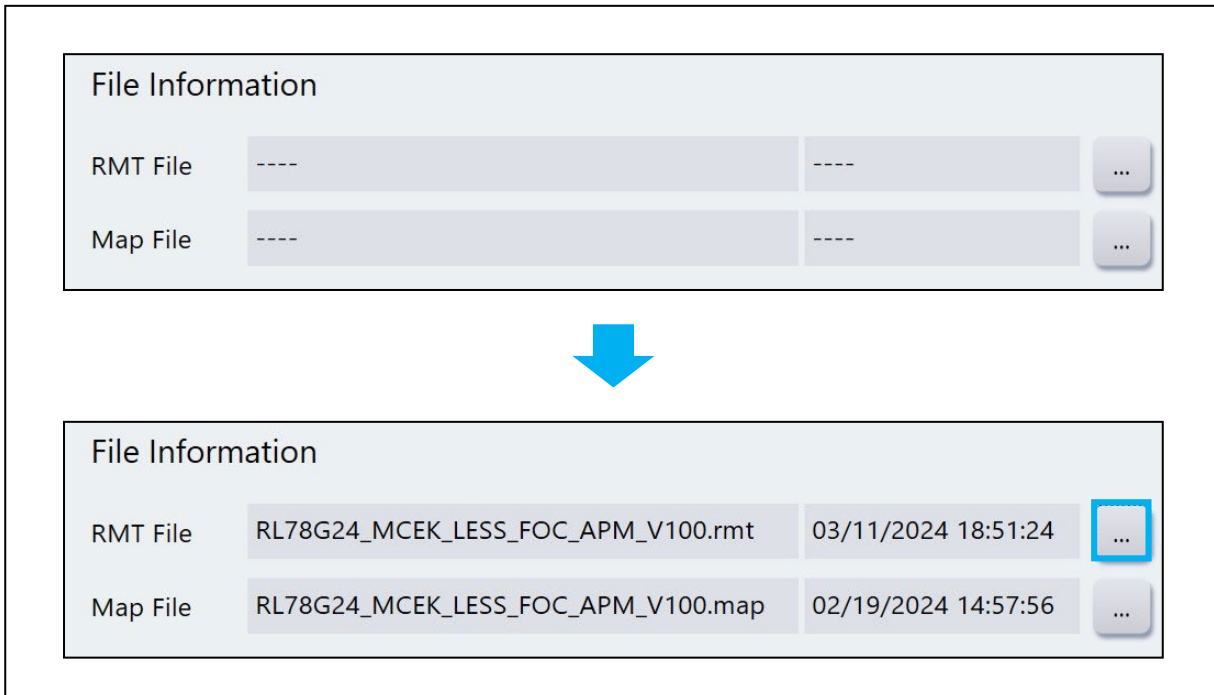 File Information
RMT File ---- ---- ...
Map File ---- ---- ...
File Information
RMT File RL78G24_MCEK_LESS_FOC_APM_V100.rmt 03/11/2024 18:51:24 ...
Map File RL78G24_MCEK_LESS_FOC_APM_V100.map 02/19/2024 14:57:56 ...